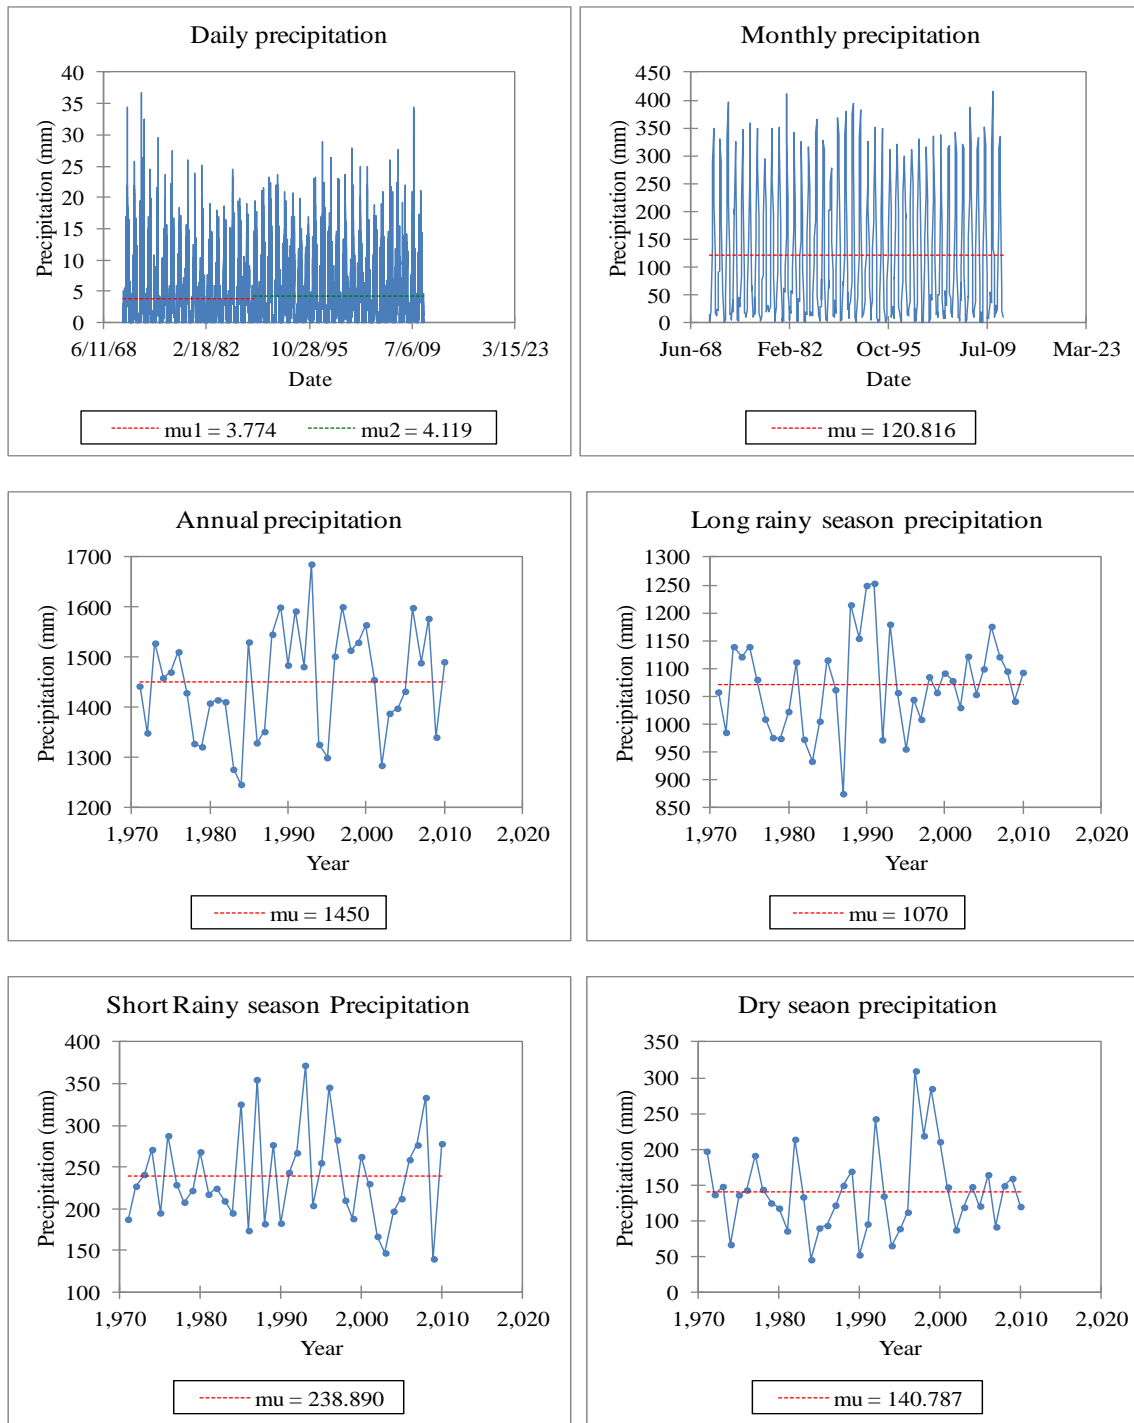 Daily precipitation
Precipitation (mm)
40
35
30
25
20
15
10
5
0
6/11/68 2/18/82 10/28/95 7/6/09 3/15/23
Date
mu1 = 3.774 mu2 = 4.119
Monthly precipitation
Precipitation (mm)
450
400
350
300
250
200
150
100
50
0
Jun-68 Feb-82 Oct-95 Jul-09 Mar-23
Date
mu = 120.816
Annual precipitation
Precipitation (mm)
1700
1600
1500
1400
1300
1200
1,970 1,980 1,990 2,000 2,010 2,020
Year
mu = 1450
Long rainy season precipitation
Precipitation (mm)
1300
1250
1200
1150
1100
1050
1000
950
900
850
1,970 1,980 1,990 2,000 2,010 2,020
Year
mu = 1070
Short Rainy season Precipitation
Precipitation (mm)
400
350
300
250
200
150
100
1,970 1,980 1,990 2,000 2,010 2,020
Year
mu = 238.890
Dry seaon precipitation
Precipitation (mm)
350
300
250
200
150
100
50
0
1,970 1,980 1,990 2,000 2,010 2,020
Year
mu = 140.787